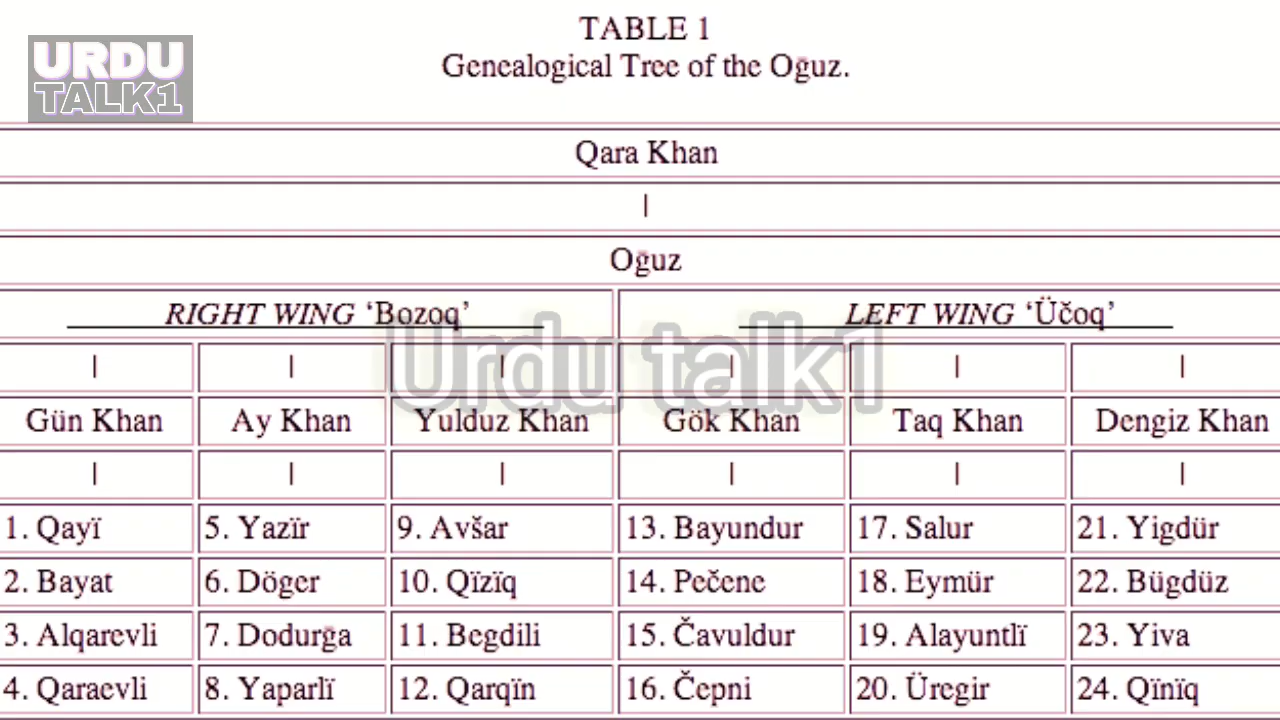 URDU
TALK1
TABLE 1
Genealogical Tree of the Oğuz.
Qara Khan
|
Oğuz
RIGHT WING ‘Bozoq’ LEFT WING ‘Üčoq’
Urdu talk1
| | | | | |
Gün Khan Ay Khan Yulduz Khan Gök Khan Taq Khan Dengiz Khan
| | | | | |
1. Qayï 5. Yazïr 9. Avšar 13. Bayundur 17. Salur 21. Yigdür
2. Bayat 6. Döger 10. Qïzïq 14. Pečene 18. Eymür 22. Bügdüz
3. Alqarevli 7. Dodurğa 11. Begdili 15. Čavuldur 19. Alayuntlï 23. Yiva
4. Qaraevli 8. Yaparlï 12. Qarqïn 16. Čepni 20. Üregir 24. Qïnïq